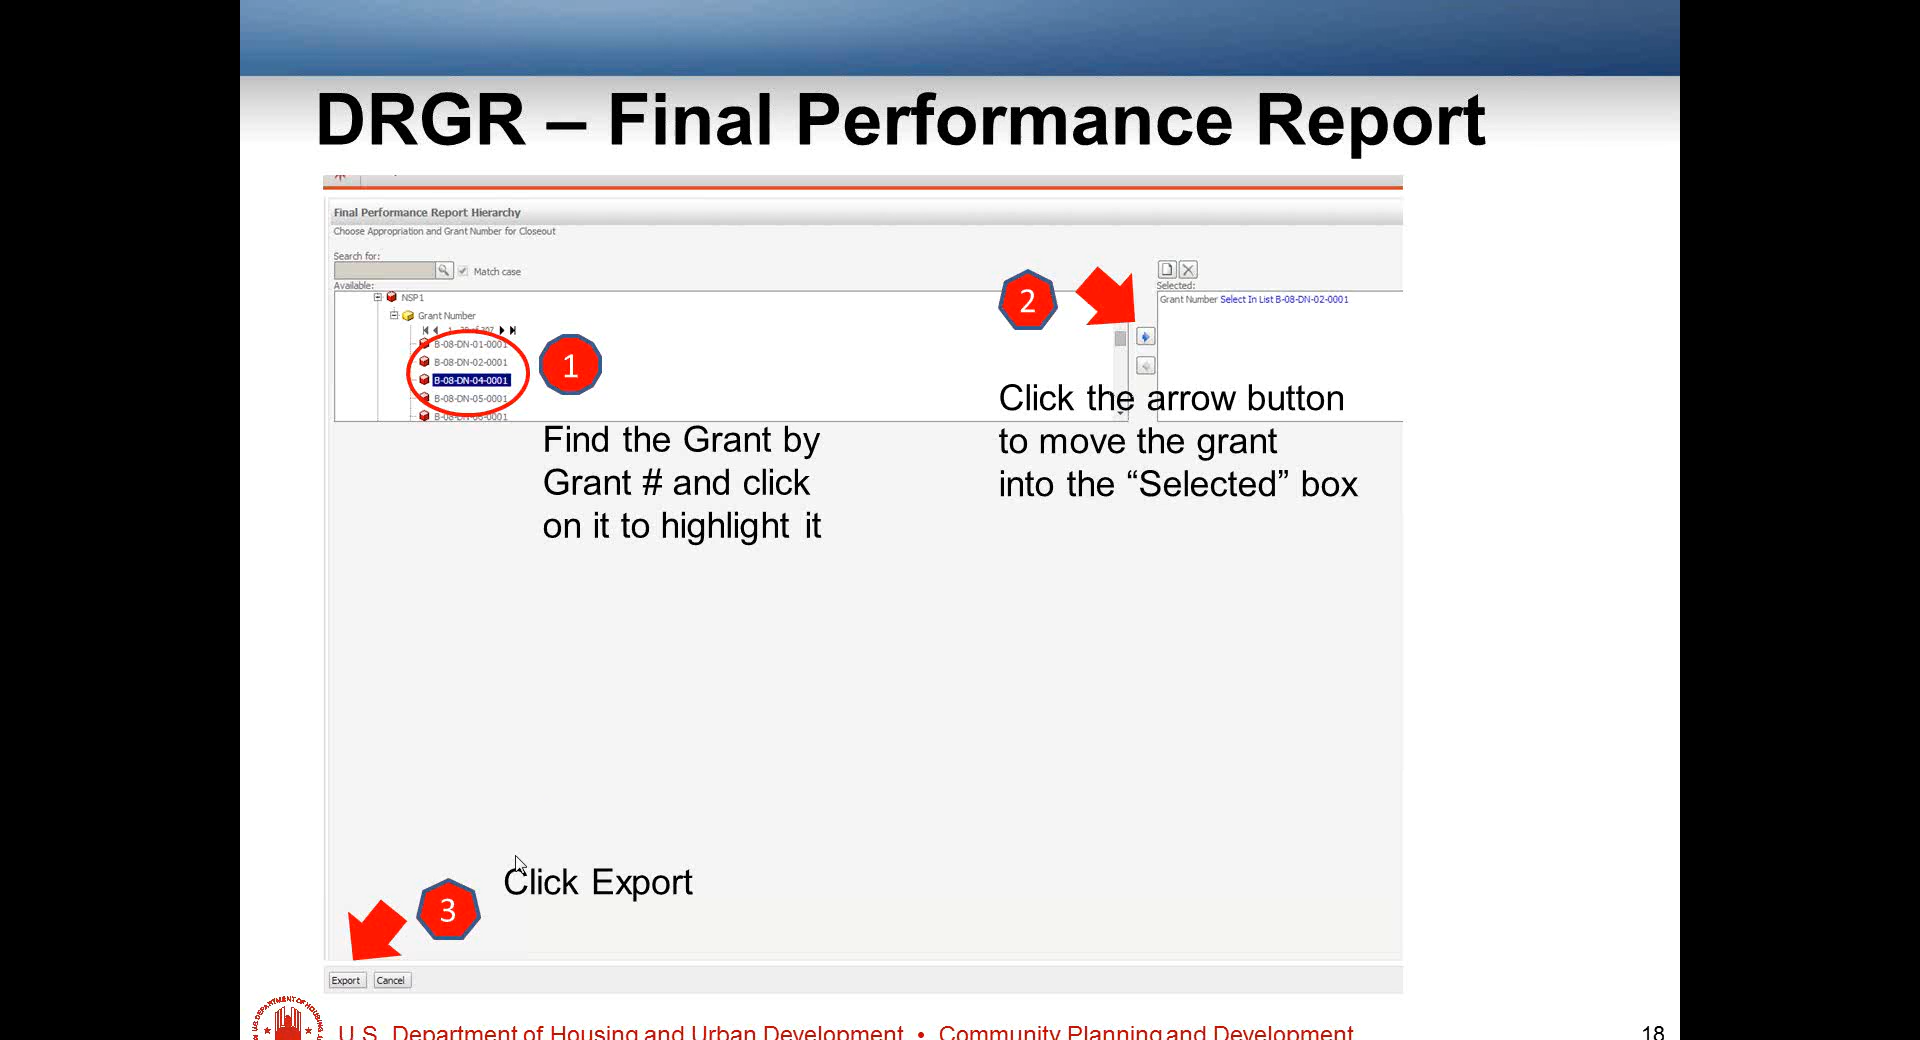 DRGR – Final Performance Report
Final Performance Report Hierarchy
Choose Appropriation and Grant Number for Closeout
Search for:
Match case
Available:
NSP1
Grant Number
B-08-DN-01-0001
B-08-DN-02-0001
B-08-DN-04-0001
B-08-DN-05-0001
1
Find the Grant by
Grant # and click
on it to highlight it
2
Selected:
Grant Number Select In List B-08-DN-02-0001
Click the arrow button
to move the grant
into the “Selected” box
3
Click Export
Export Cancel
U.S. Department of Housing and Urban Development • Community Planning and Development
18